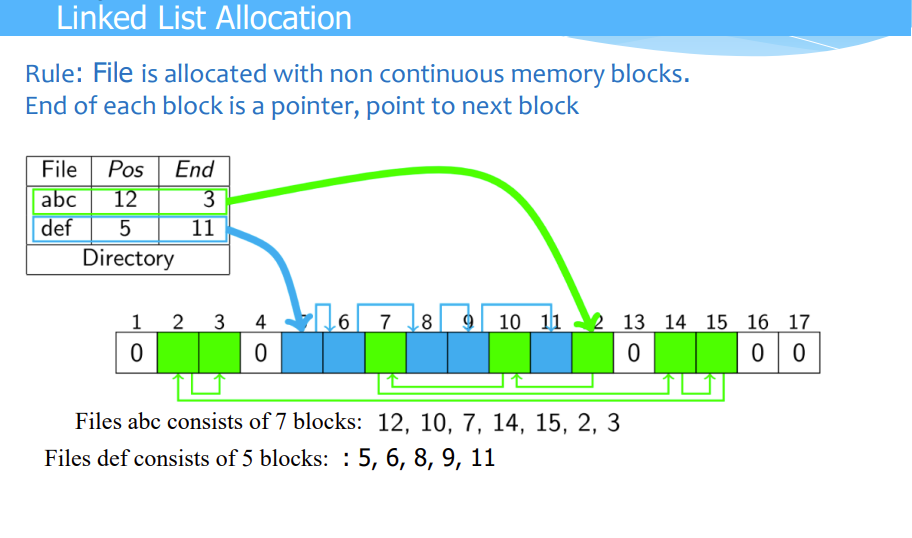 Linked List Allocation
Rule: File is allocated with non continuous memory blocks.
End of each block is a pointer, point to next block
File Pos End
abc 12 3
def 5 11
Directory
1 2 3 4 6 7 8 9 10 11 2 13 14 15 16 17
0 0 0 0 0
Files abc consists of 7 blocks: 12, 10, 7, 14, 15, 2, 3
Files def consists of 5 blocks: : 5, 6, 8, 9, 11